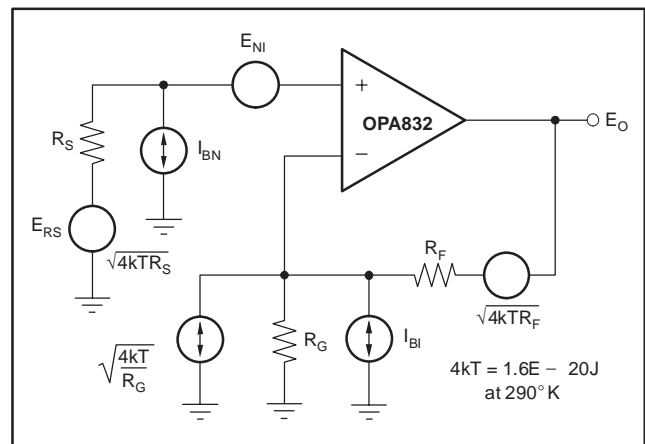 E_NI
+
OPA832
−
E_O
R_S
I_BN
E_RS
√4kTR_S
R_F
√4kTR_F
√4kT/R_G
R_G
I_BI
4kT = 1.6E − 20J
at 290°K